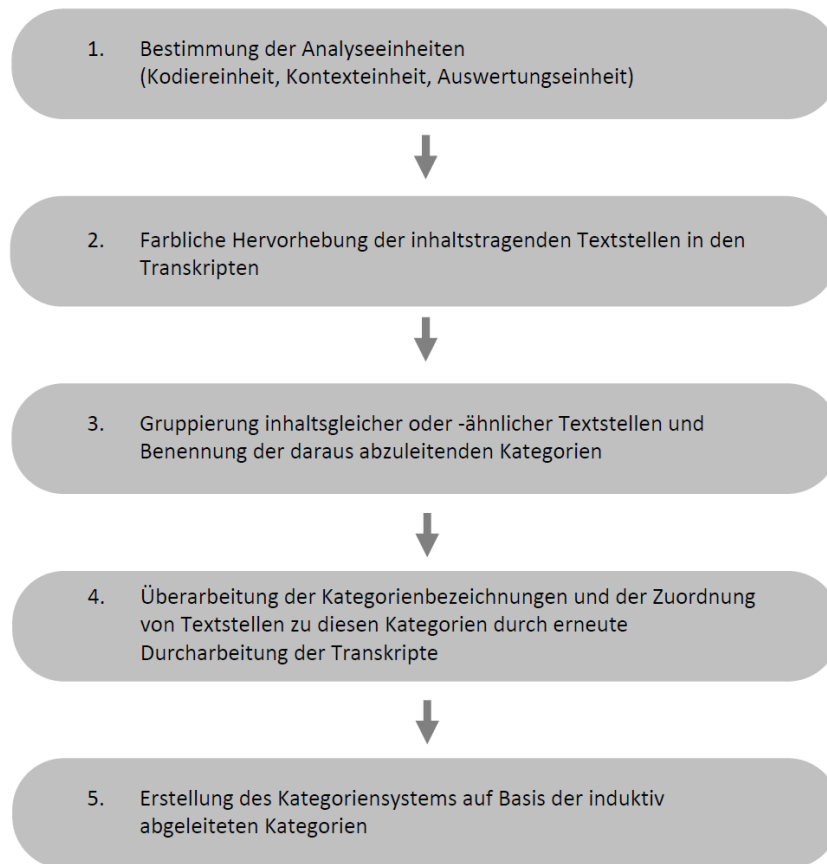 1. Bestimmung der Analyseeinheiten
(Kodiereinheit, Kontexteinheit, Auswertungseinheit)
2. Farbliche Hervorhebung der inhaltstragenden Textstellen in den
Transkripten
3. Gruppierung inhaltsgleicher oder -ähnlicher Textstellen und
Benennung der daraus abzuleitenden Kategorien
4. Überarbeitung der Kategorienbezeichnungen und der Zuordnung
von Textstellen zu diesen Kategorien durch erneute
Durcharbeitung der Transkripte
5. Erstellung des Kategoriensystems auf Basis der induktiv
abgeleiteten Kategorien